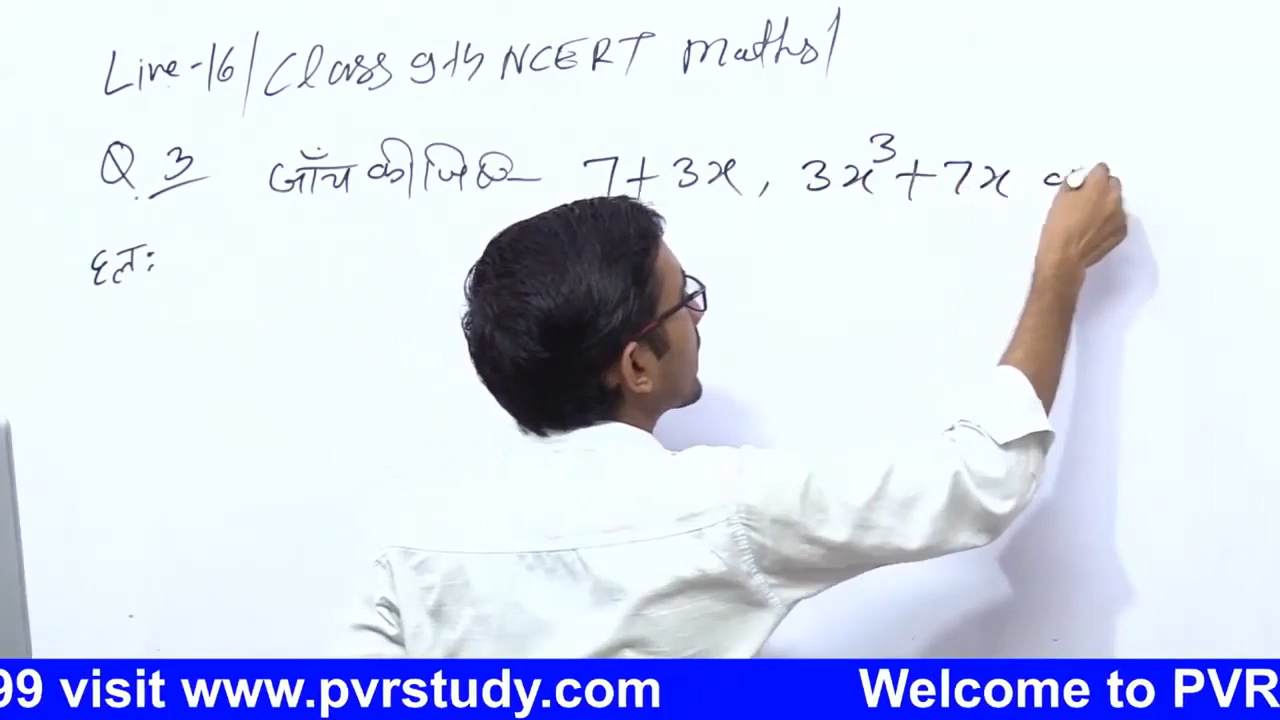 Live-16/Class 9th NCERT Maths/
Q. 3 जाँच कीजिए 7+3x, 3x³+7x
हल:
99 visit www.pvrstudy.com Welcome to PVR